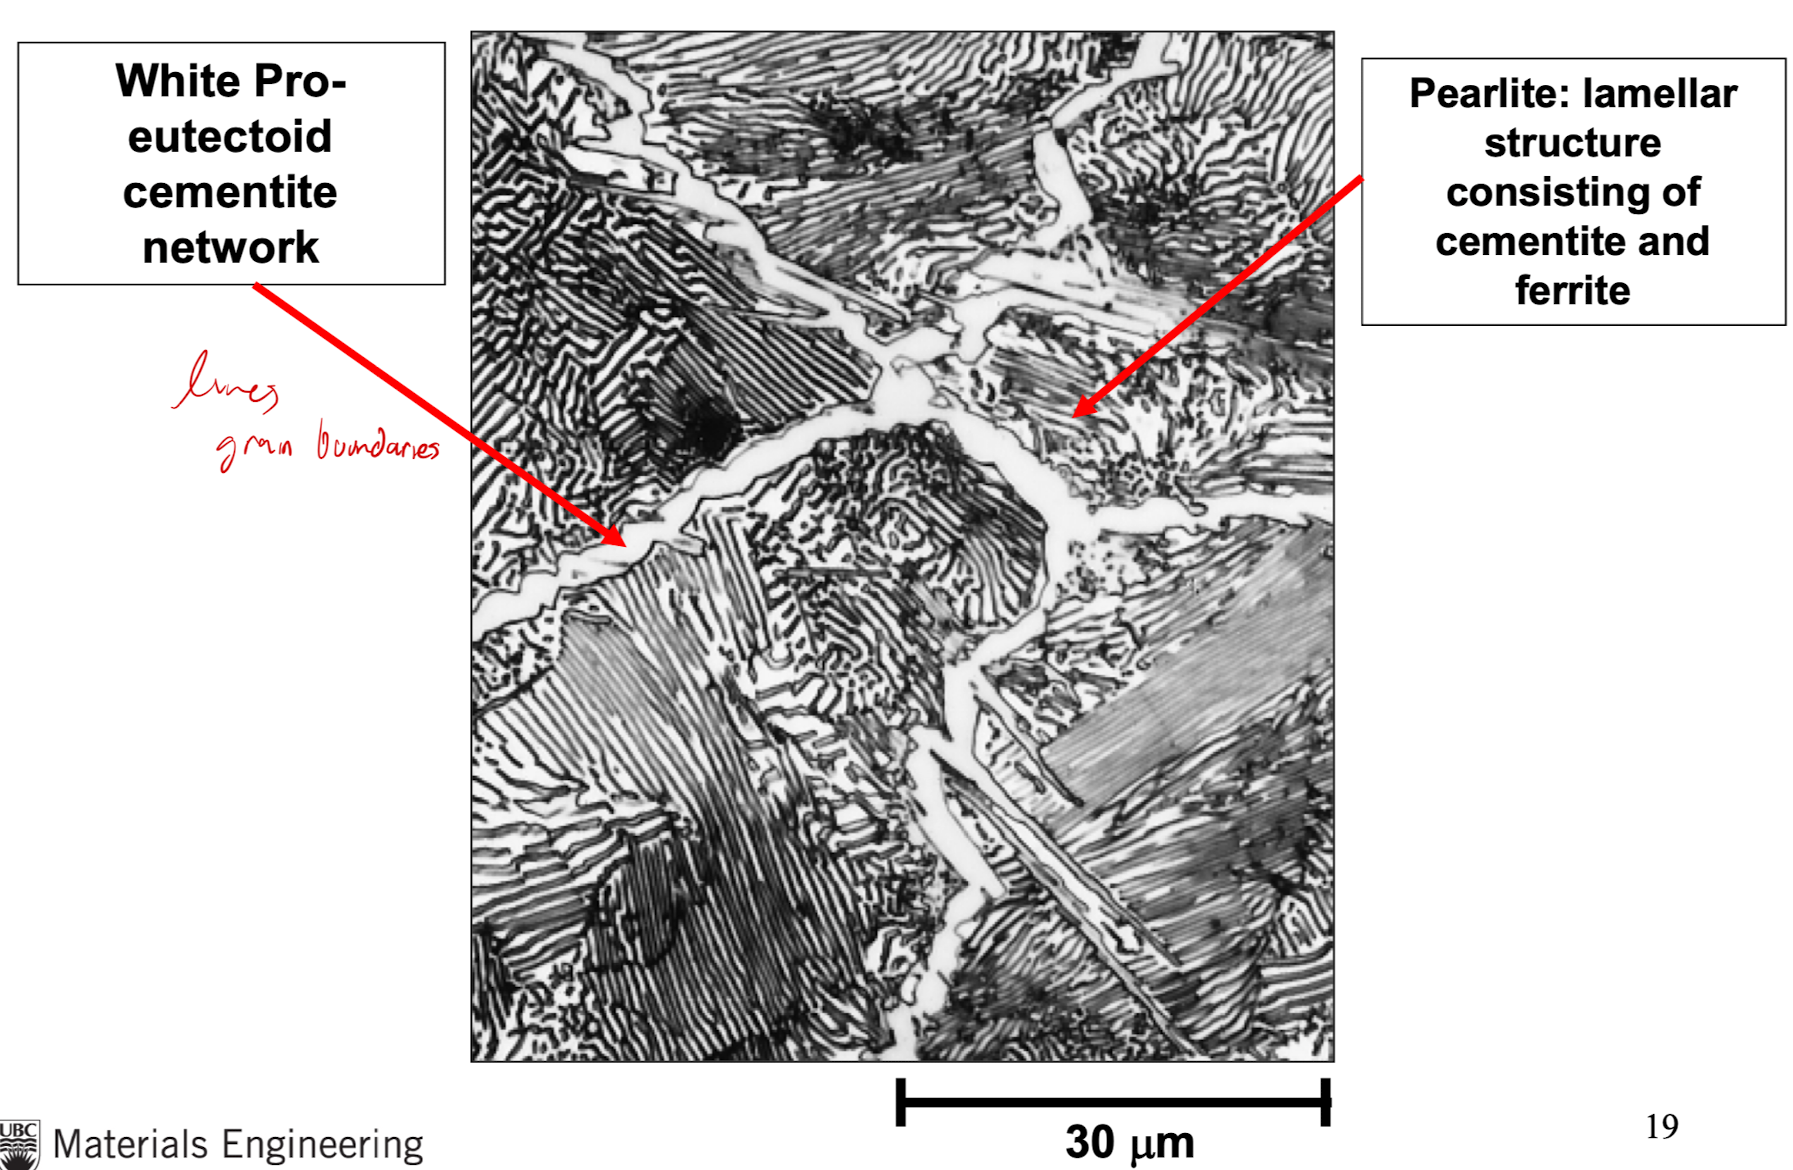 White Pro-
eutectoid
cementite
network
Pearlite: lamellar
structure
consisting of
cementite and
ferrite
lines
grain boundaries
30 μm
UBC
Materials Engineering
19